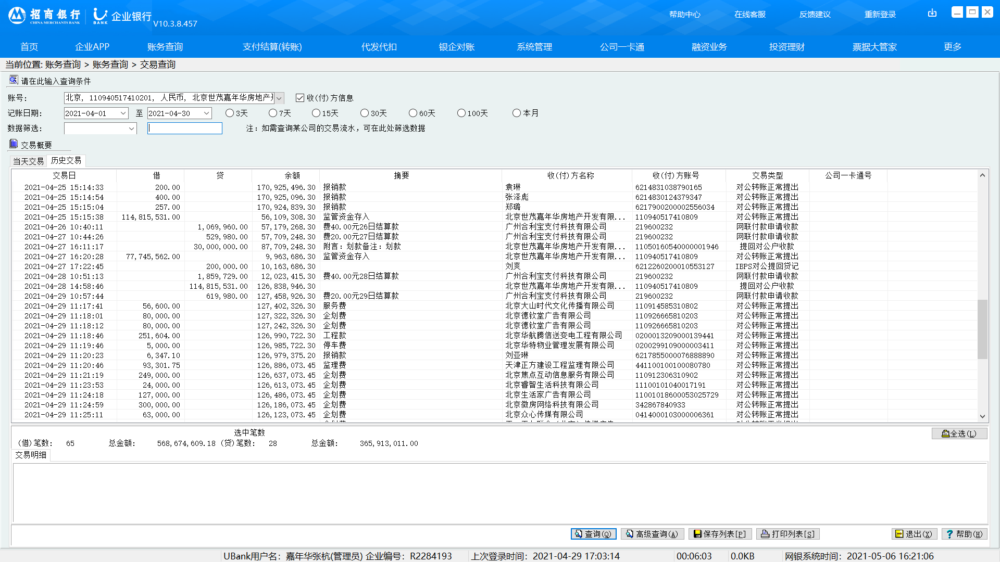 招商银行 CHINA MERCHANTS BANK U BANK 企业银行 V10.3.8.457 帮助中心 在线客服 反馈建议 重新登录
首页 企业APP 账务查询 支付结算(转账) 代发代扣 银企对账 系统管理 公司一卡通 融资业务 投资理财 票据大管家 更多
当前位置: 账务查询 > 账务查询 > 交易查询
请在此输入查询条件
账号: 北京, 110940517410201, 人民币, 北京世茂嘉年华房地产 收(付)方信息
记账日期: 2021-04-01 至 2021-04-30 3天 7天 15天 30天 60天 100天 本月
数据筛选: 注：如需查询某公司的交易流水，可在此处筛选数据
交易概要
当天交易 历史交易
交易日 借 贷 余额 摘要 收(付)方名称 收(付)方账号 交易类型 公司一卡通号
2021-04-25 15:14:33 200.00 170,925,496.30 报销款 袁琳 6214831038790165 对公转账正常提出
2021-04-25 15:14:54 400.00 170,925,096.30 报销款 张泽彪 6214830124379347 对公转账正常提出
2021-04-25 15:15:04 257.00 170,924,839.30 报销款 郑璐 6217900200002556034 对公转账正常提出
2021-04-25 15:15:38 114,815,531.00 56,109,308.30 监管资金存入 北京世茂嘉年华房地产开发有限... 110940517410809 对公转账正常提出
2021-04-26 10:40:11 1,069,960.00 57,179,268.30 费40.00元26日结算款 广州合利宝支付科技有限公司 219600232 网联付款申请收款
2021-04-27 10:44:26 529,980.00 57,709,248.30 费20.00元27日结算款 广州合利宝支付科技有限公司 219600232 网联付款申请收款
2021-04-27 16:11:17 30,000,000.00 87,709,248.30 附言：划款备注：划款 北京世茂嘉年华房地产开发有限... 11050160540000001946 提回对公户收款
2021-04-27 16:20:28 77,745,562.00 9,963,686.30 监管资金存入 北京世茂嘉年华房地产开发有限... 110940517410809 对公转账正常提出
2021-04-27 17:22:45 200,000.00 10,163,686.30 刘爽 6212260200010553127 IBPS对公提回贷记
2021-04-28 10:51:13 1,859,729.00 12,023,415.30 费40.00元28日结算款 广州合利宝支付科技有限公司 219600232 网联付款申请收款
2021-04-28 14:58:46 114,815,531.00 126,838,946.30 北京世茂嘉年华房地产开发有限... 110940517410809 提回对公户收款
2021-04-29 10:57:44 619,980.00 127,458,926.30 费20.00元29日结算款 广州合利宝支付科技有限公司 219600232 网联付款申请收款
2021-04-29 11:17:41 56,600.00 127,402,326.30 服务费 北京大山时代文化传播有限公司 110914585310802 对公转账正常提出
2021-04-29 11:18:01 80,000.00 127,322,326.30 企划费 北京德钦堂广告有限公司 110926665810203 对公转账正常提出
2021-04-29 11:18:12 80,000.00 127,242,326.30 企划费 北京德钦堂广告有限公司 110926665810203 对公转账正常提出
2021-04-29 11:18:46 251,604.00 126,990,722.30 工程款 北京华航腾信送变电工程有限公司 0200013209000139441 对公转账正常提出
2021-04-29 11:19:46 5,000.00 126,985,722.30 停车费 北京华特物业管理发展有限公司 0200299109000003411 对公转账正常提出
2021-04-29 11:20:23 6,347.10 126,979,375.20 报销款 刘亚琳 6217855000076888890 对公转账正常提出
2021-04-29 11:20:46 93,301.75 126,886,073.45 监理费 天津正方建设工程监理有限公司 441100100100080780 对公转账正常提出
2021-04-29 11:21:19 249,000.00 126,637,073.45 企划费 北京焦点互动信息服务有限公司 110912306310902 对公转账正常提出
2021-04-29 11:23:53 24,000.00 126,613,073.45 企划费 北京睿智生活科技有限公司 11100101040017191 对公转账正常提出
2021-04-29 11:24:18 127,000.00 126,486,073.45 企划费 北京生活家广告有限公司 11001018600053025729 对公转账正常提出
2021-04-29 11:24:59 300,000.00 126,186,073.45 企划费 北京微房网络科技有限公司 342867840933 对公转账正常提出
2021-04-29 11:25:11 63,000.00 126,123,073.45 企划费 北京众心传媒有限公司 0414000103000006361 对公转账正常提出
选中笔数 全选(L)
(借)笔数: 65 总金额: 568,674,609.18 (贷)笔数: 28 总金额: 365,913,011.00
交易明细
查询(Q) 高级查询(A) 保存列表[P] 打印列表[S] 退出(X) 帮助(H)
UBank用户名：嘉年华张杭(管理员) 企业编号：R2284193 上次登录时间：2021-04-29 17:03:14 00:06:03 0.0KB 网银系统时间：2021-05-06 16:21:06